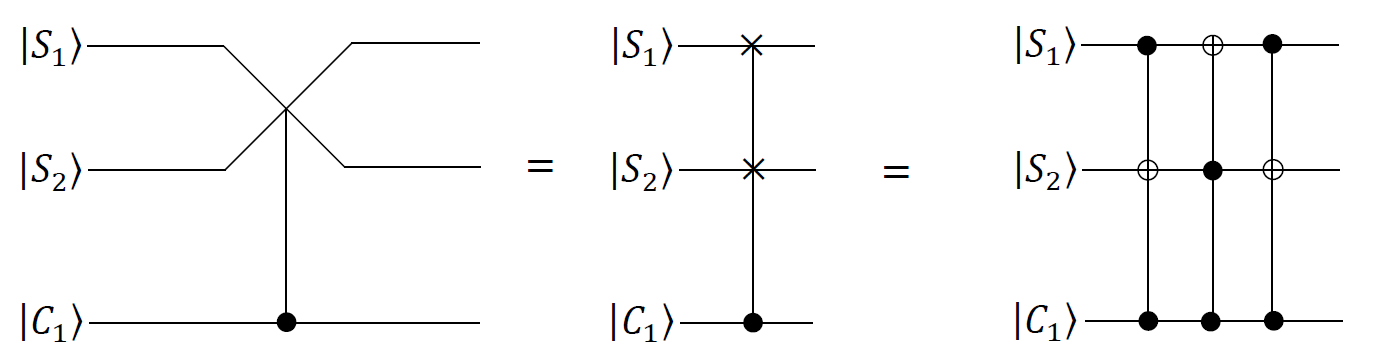 |S₁⟩ |S₁⟩ |S₁⟩
|S₂⟩ = |S₂⟩ = |S₂⟩
|C₁⟩ |C₁⟩ |C₁⟩